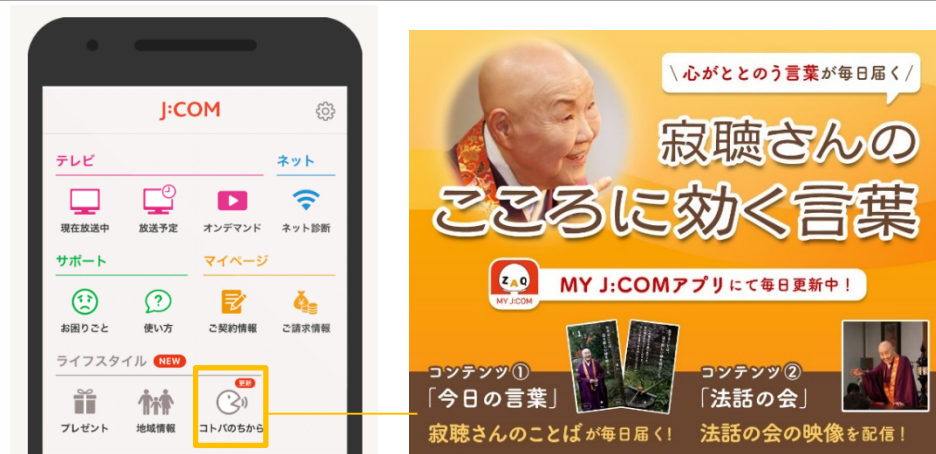 J:COM
テレビ
ネット
現在放送中
放送予定
オンデマンド
ネット診断
サポート
マイページ
お困りごと
使い方
ご契約情報
ご請求情報
ライフスタイル NEW
更新
プレゼント
地域情報
コトバのちから
\ 心がととのう言葉が毎日届く /
寂聴さんの
こころに効く言葉
ZAQ
MY J:COM
MY J:COMアプリにて毎日更新中！
コンテンツ①
「今日の言葉」
寂聴さんのことばが毎日届く！
コンテンツ②
「法話の会」
法話の会の映像を配信！